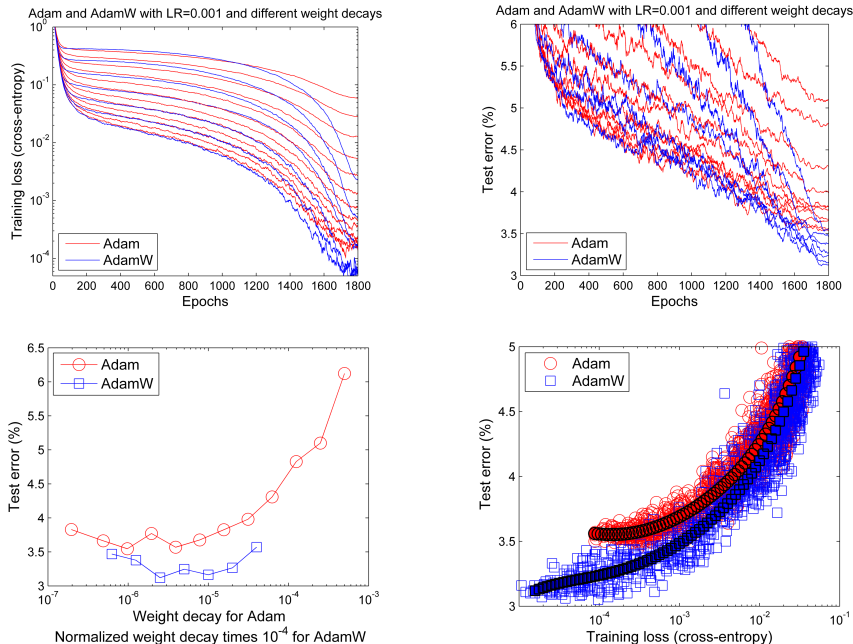 Adam and AdamW with LR=0.001 and different weight decays
Training loss (cross-entropy)
10^0
10^-1
10^-2
10^-3
10^-4
Adam
AdamW
0 200 400 600 800 1000 1200 1400 1600 1800
Epochs
Adam and AdamW with LR=0.001 and different weight decays
Test error (%)
6
5.5
5
4.5
4
3.5
3
Adam
AdamW
0 200 400 600 800 1000 1200 1400 1600 1800
Epochs
Test error (%)
6.5
6
5.5
5
4.5
4
3.5
3
Adam
AdamW
10^-7 10^-6 10^-5 10^-4 10^-3
Weight decay for Adam
Normalized weight decay times 10^-4 for AdamW
Test error (%)
5
4.5
4
3.5
3
Adam
AdamW
10^-4 10^-3 10^-2 10^-1
Training loss (cross-entropy)